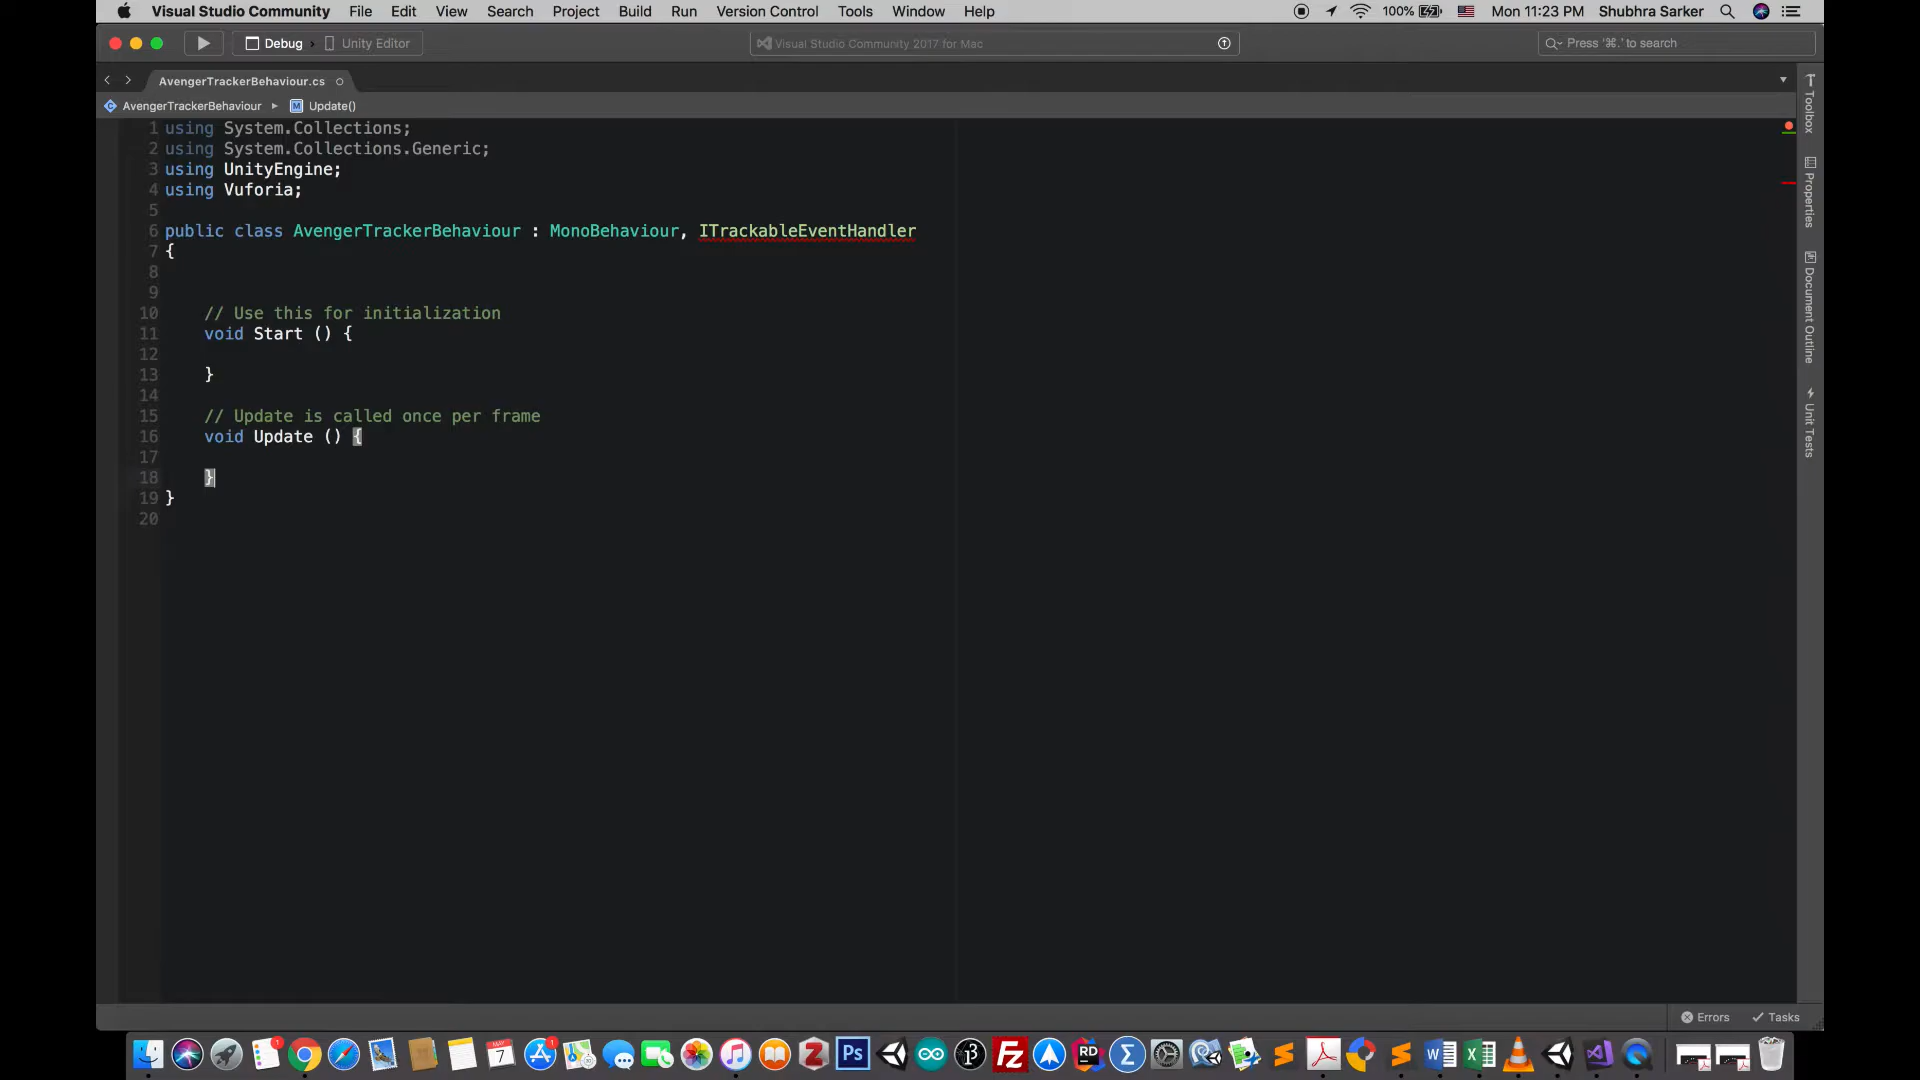 Visual Studio Community File Edit View Search Project Build Run Version Control Tools Window Help 100% Mon 11:23 PM Shubhra Sarker
Debug Unity Editor Visual Studio Community 2017 for Mac Press '⌘.' to search
AvengerTrackerBehaviour.cs
AvengerTrackerBehaviour M Update()
1 using System.Collections;
2 using System.Collections.Generic;
3 using UnityEngine;
4 using Vuforia;
5
6 public class AvengerTrackerBehaviour : MonoBehaviour, ITrackableEventHandler
7 {
8
9
10 // Use this for initialization
11 void Start () {
12
13 }
14
15 // Update is called once per frame
16 void Update () {
17
18 }
19 }
20
Toolbox
Properties
Document Outline
Unit Tests
Errors Tasks